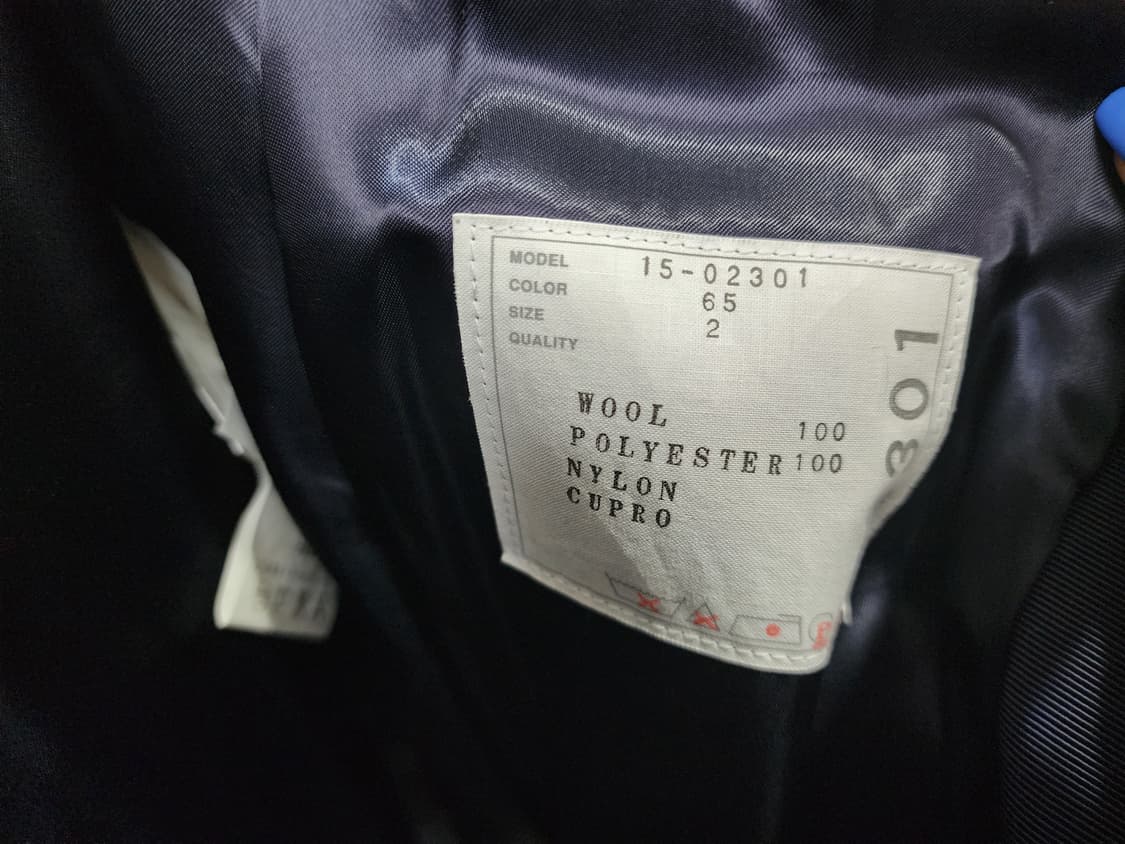 MODEL 15-02301
COLOR 65
SIZE 2
QUALITY
WOOL 100
POLYESTER 100
NYLON
CUPRO
301